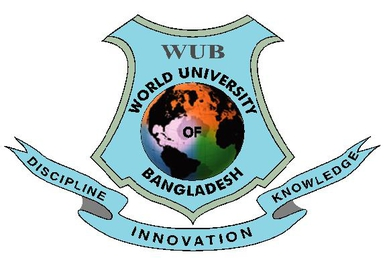 WUB
WORLD UNIVERSITY
OF
BANGLADESH
DISCIPLINE
INNOVATION
KNOWLEDGE